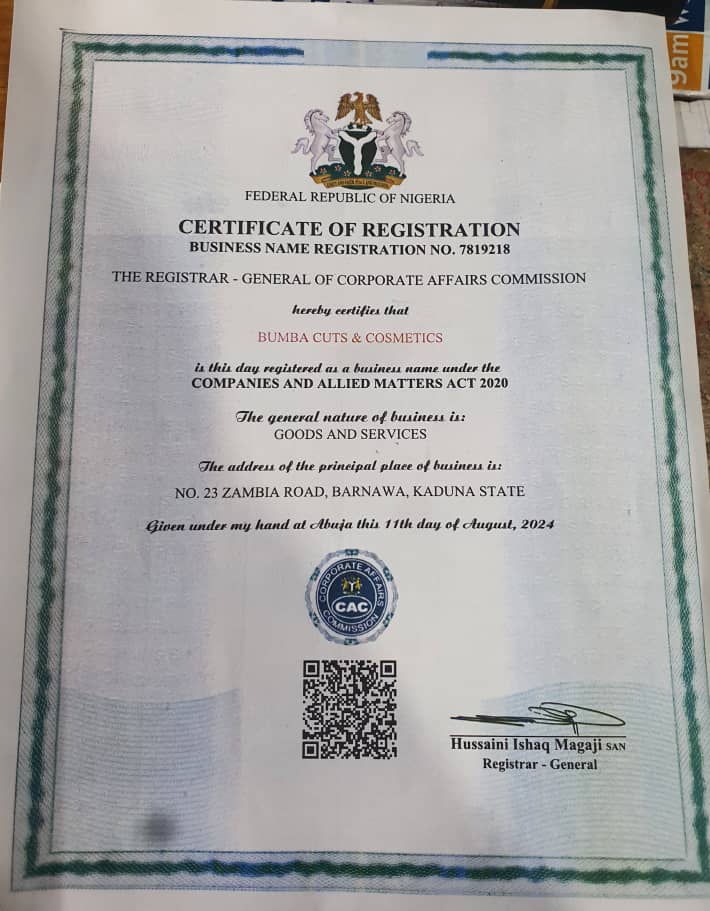 FEDERAL REPUBLIC OF NIGERIA
CERTIFICATE OF REGISTRATION
BUSINESS NAME REGISTRATION NO. 7819218
THE REGISTRAR - GENERAL OF CORPORATE AFFAIRS COMMISSION
hereby certifies that
BUMBA CUTS & COSMETICS
is this day registered as a business name under the
COMPANIES AND ALLIED MATTERS ACT 2020
The general nature of business is:
GOODS AND SERVICES
The address of the principal place of business is:
NO. 23 ZAMBIA ROAD, BARNAWA, KADUNA STATE
Given under my hand at Abuja this 11th day of August, 2024
CORPORATE AFFAIRS
CAC
COMMISSION
Hussaini Ishaq Magaji SAN
Registrar - General
9am